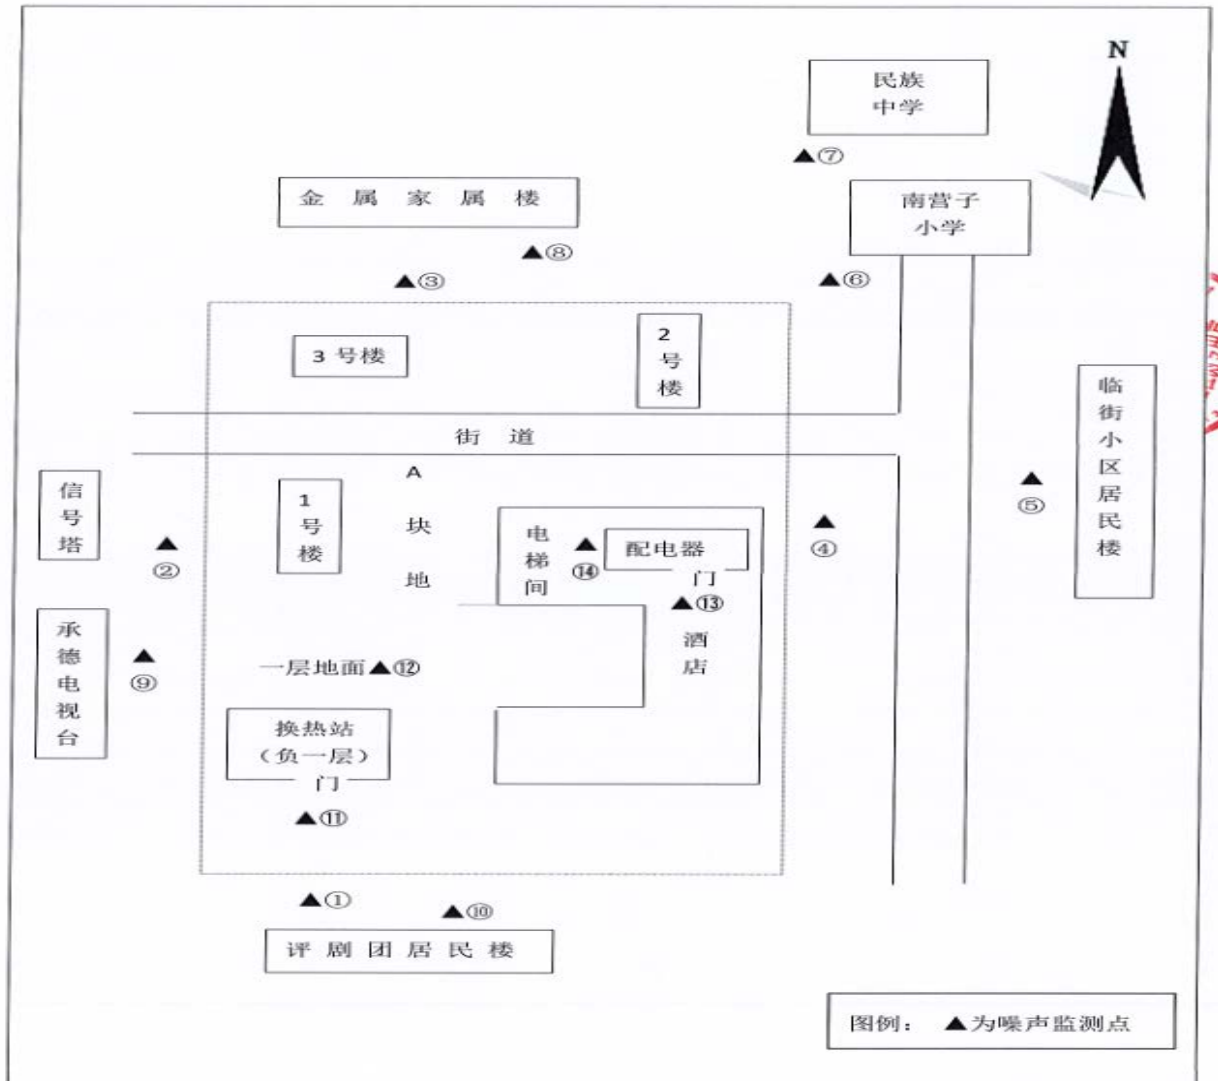 N
民族
中学
▲⑦
金属家属楼
南营子
小学
▲⑧
▲③
▲⑥
3号楼
2
号
楼
街道
临
街
小
区
居
民
楼
A
块
地
信
号
塔
1
号
楼
▲
②
电
梯
间
▲
⑭
配电器
门
▲⑬
酒
店
▲
④
▲
⑤
承
德
电
视
台
▲
⑨
一层地面▲⑫
换热站
（负一层）
门
▲⑪
▲①
▲⑩
评剧团居民楼
图例： ▲为噪声监测点